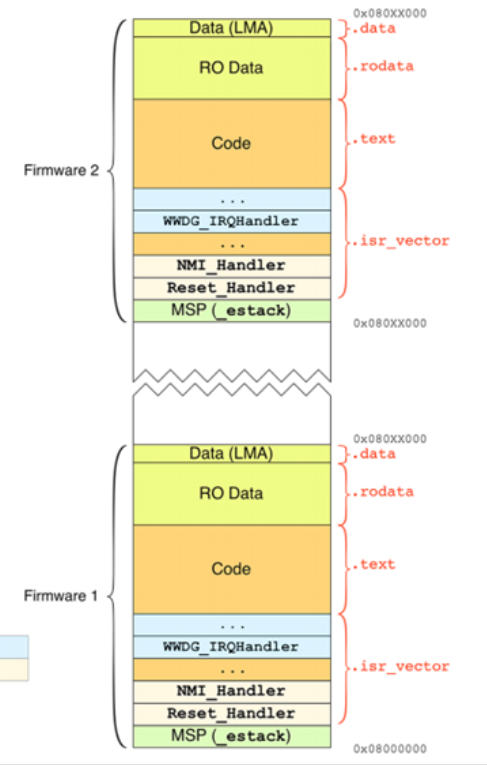 0x080XX000
Data (LMA)
.data
RO Data
.rodata
Code
.text
Firmware 2
...
WWDG_IRQHandler
...
.isr_vector
NMI_Handler
Reset_Handler
MSP (_estack)
0x080XX000
0x080XX000
Data (LMA)
.data
RO Data
.rodata
Code
.text
Firmware 1
...
WWDG_IRQHandler
...
.isr_vector
NMI_Handler
Reset_Handler
MSP (_estack)
0x08000000